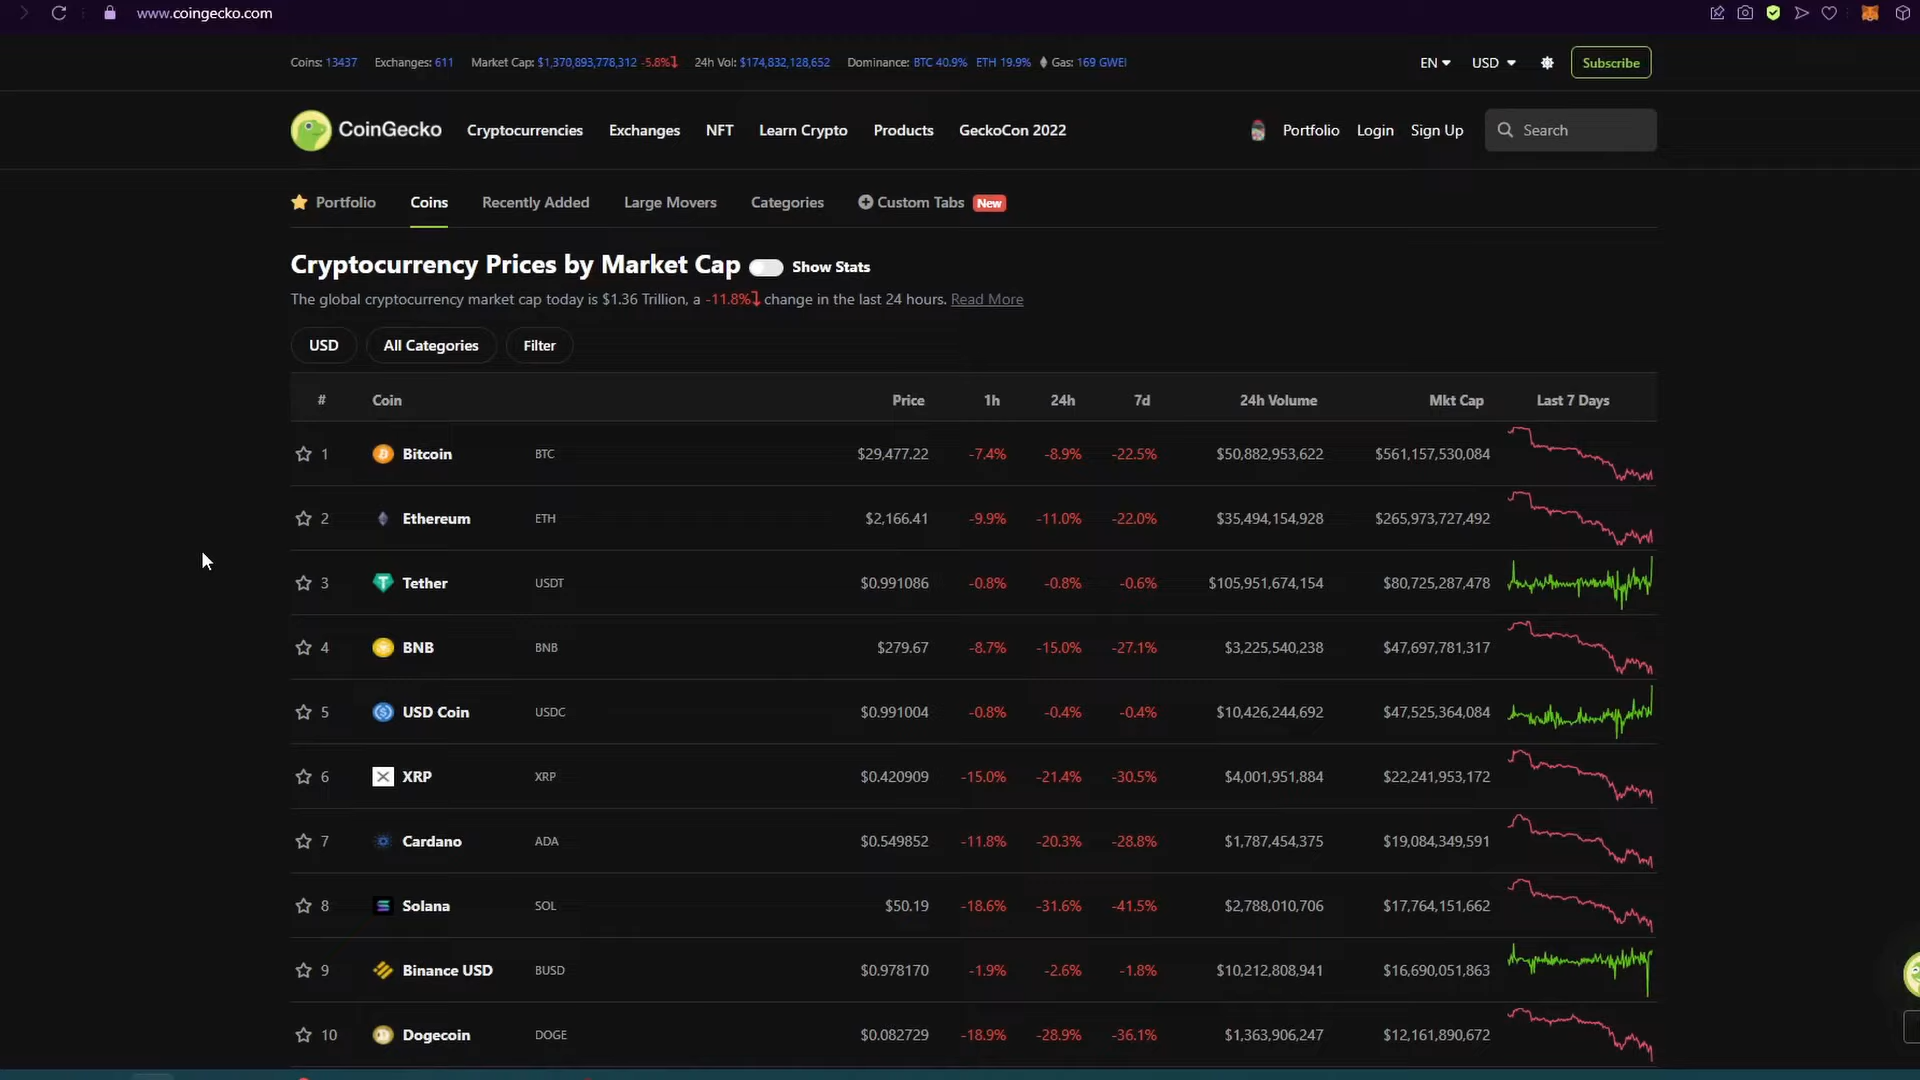 www.coingecko.com
Coins: 13437 Exchanges: 611 Market Cap: $1,370,893,778,312 -5.8% 24h Vol: $174,832,128,652 Dominance: BTC 40.9% ETH 19.9% Gas: 169 GWEI EN USD Subscribe
CoinGecko Cryptocurrencies Exchanges NFT Learn Crypto Products GeckoCon 2022 Portfolio Login Sign Up Search
Portfolio Coins Recently Added Large Movers Categories Custom Tabs New
Cryptocurrency Prices by Market Cap Show Stats
The global cryptocurrency market cap today is $1.36 Trillion, a -11.8% change in the last 24 hours. Read More
USD All Categories Filter
# Coin Price 1h 24h 7d 24h Volume Mkt Cap Last 7 Days
1 Bitcoin BTC $29,477.22 -7.4% -8.9% -22.5% $50,882,953,622 $561,157,530,084
2 Ethereum ETH $2,166.41 -9.9% -11.0% -22.0% $35,494,154,928 $265,973,727,492
3 Tether USDT $0.991086 -0.8% -0.8% -0.6% $105,951,674,154 $80,725,287,478
4 BNB BNB $279.67 -8.7% -15.0% -27.1% $3,225,540,238 $47,697,781,317
5 USD Coin USDC $0.991004 -0.8% -0.4% -0.4% $10,426,244,692 $47,525,364,084
6 XRP XRP $0.420909 -15.0% -21.4% -30.5% $4,001,951,884 $22,241,953,172
7 Cardano ADA $0.549852 -11.8% -20.3% -28.8% $1,787,454,375 $19,084,349,591
8 Solana SOL $50.19 -18.6% -31.6% -41.5% $2,788,010,706 $17,764,151,662
9 Binance USD BUSD $0.978170 -1.9% -2.6% -1.8% $10,212,808,941 $16,690,051,863
10 Dogecoin DOGE $0.082729 -18.9% -28.9% -36.1% $1,363,906,247 $12,161,890,672